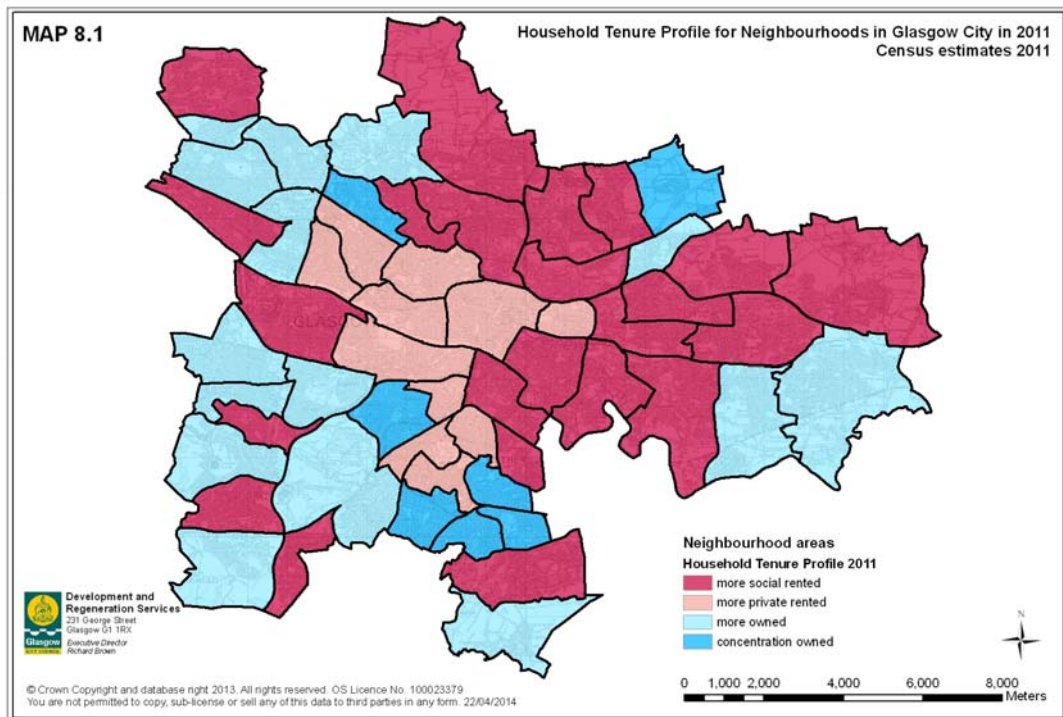 MAP 8.1
Household Tenure Profile for Neighbourhoods in Glasgow City in 2011
Census estimates 2011
Neighbourhood areas
Household Tenure Profile 2011
more social rented
more private rented
more owned
concentration owned
N
0 2,000 4,000 6,000 8,000
Meters
Glasgow
CITY COUNCIL
Development and
Regeneration Services
231 George Street
Glasgow G1 1RX
Executive Director
Richard Brown
© Crown Copyright and database right 2013. All rights reserved. OS Licence No. 100023379
You are not permitted to copy, sub-license or sell any of this data to third parties in any form. 22/04/2014